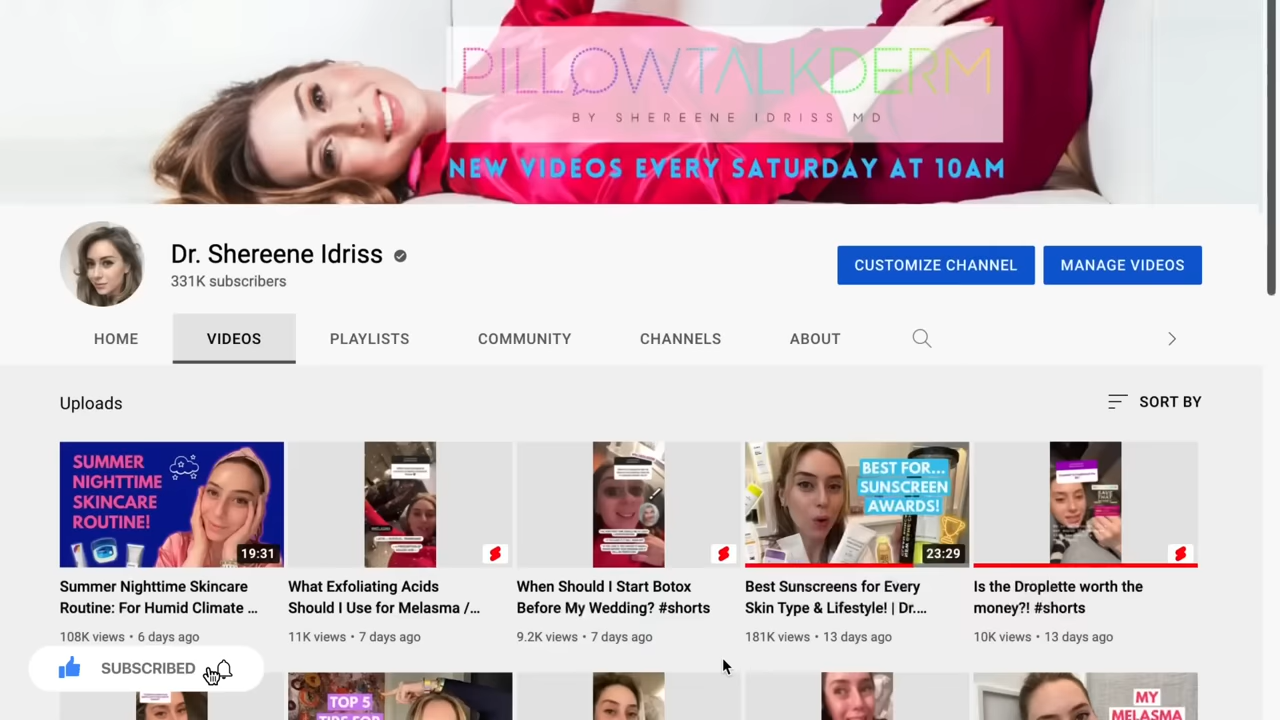 PILLOWTALKDERM
BY SHEREENE IDRISS MD
NEW VIDEOS EVERY SATURDAY AT 10AM
Dr. Shereene Idriss
331K subscribers
CUSTOMIZE CHANNEL
MANAGE VIDEOS
HOME
VIDEOS
PLAYLISTS
COMMUNITY
CHANNELS
ABOUT
Uploads
SORT BY
SUMMER
NIGHTTIME
SKINCARE
ROUTINE!
19:31
BEST FOR...
SUNSCREEN
AWARDS!
23:29
Summer Nighttime Skincare
Routine: For Humid Climate ...
108K views • 6 days ago
What Exfoliating Acids
Should I Use for Melasma /...
11K views • 7 days ago
When Should I Start Botox
Before My Wedding? #shorts
9.2K views • 7 days ago
Best Sunscreens for Every
Skin Type & Lifestyle! | Dr....
181K views • 13 days ago
Is the Droplette worth the
money?! #shorts
10K views • 13 days ago
SUBSCRIBED
TOP 5
TIPS FOR
MY
MELASMA